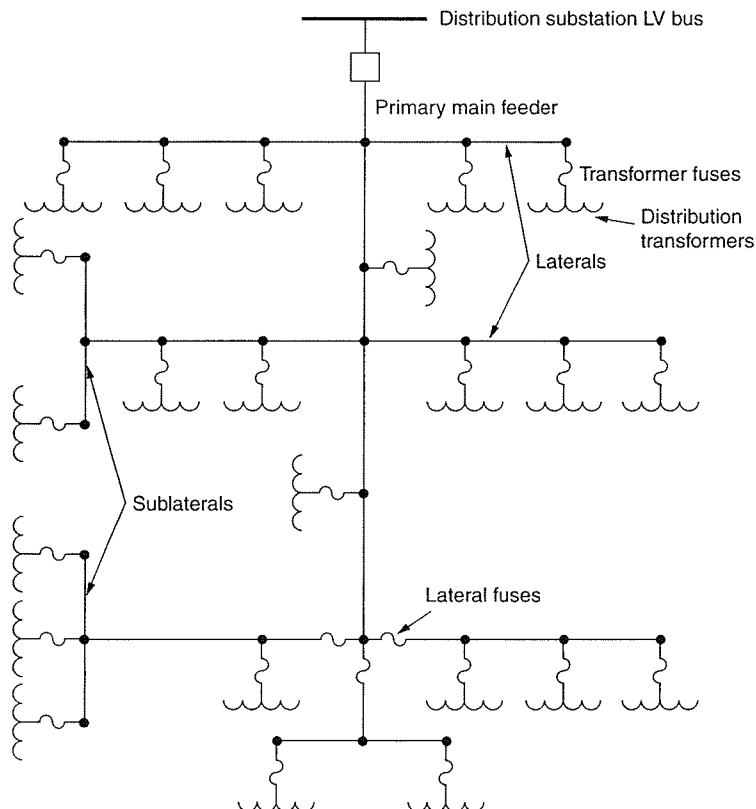 Distribution substation LV bus
Primary main feeder
Transformer fuses
Distribution
transformers
Laterals
Sublaterals
Lateral fuses